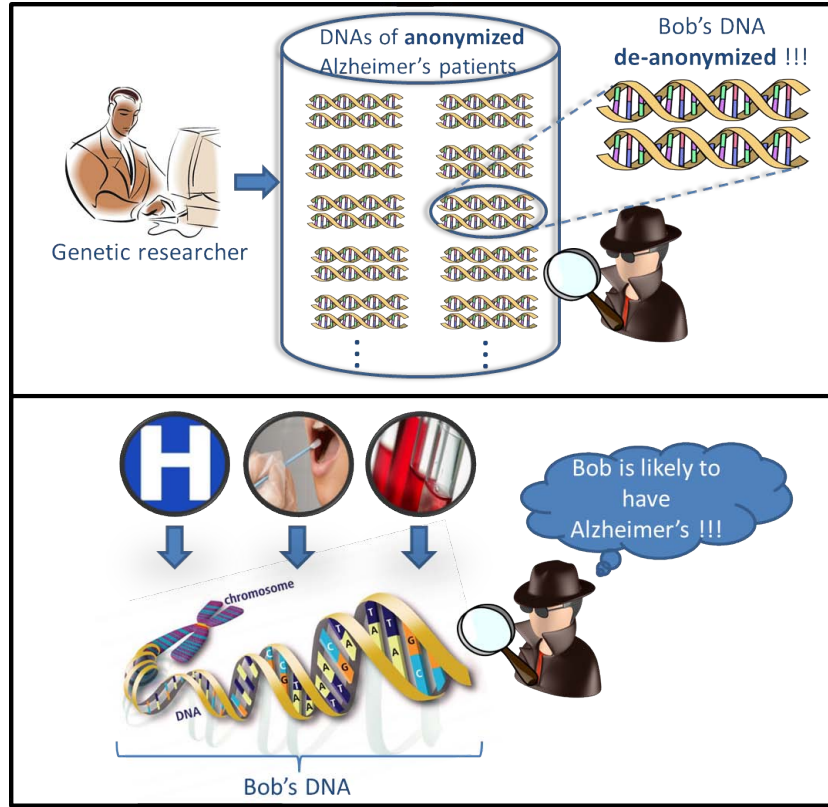 DNAs of anonymized
Alzheimer's patients
Bob's DNA
de-anonymized !!!
Genetic researcher
H
Bob is likely to
have
Alzheimer's !!!
chromosome
DNA
C
C
G
T
A
A
C
T
A
A
G
A
T
T
T
A
T
A
G
C
Bob's DNA